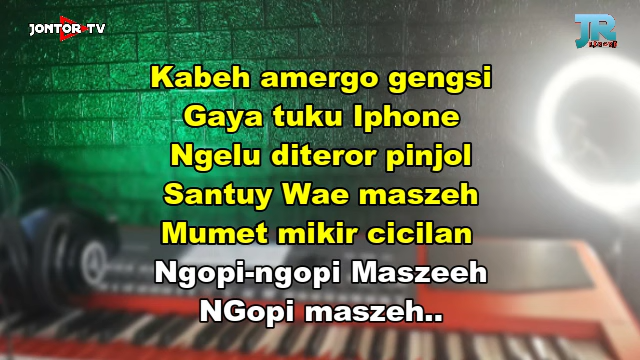 JONTOR TV
JR
Kabeh amergo gengsi
Gaya tuku Iphone
Ngelu diteror pinjol
Santuy Wae maszeh
Mumet mikir cicilan
Ngopi-ngopi Maszeeh
NGopi maszeh..